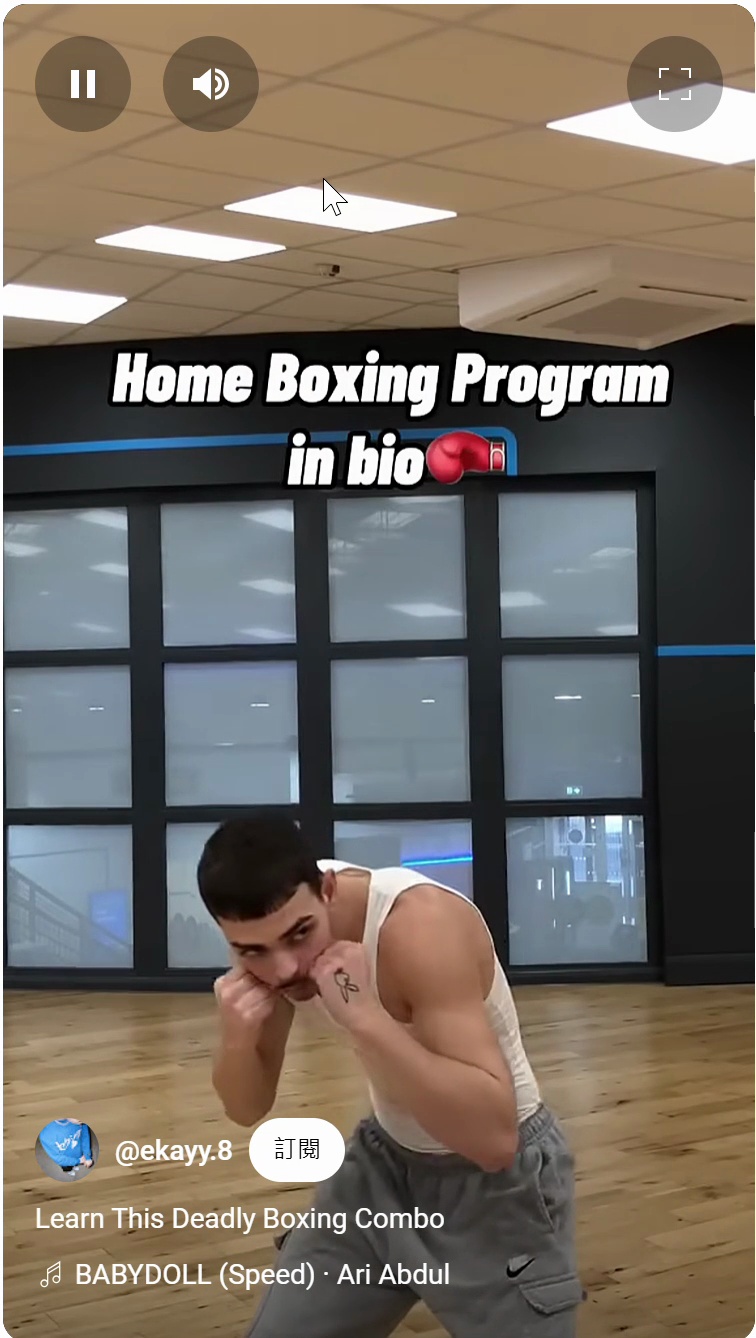 Home Boxing Program
in bio
@ekayy.8 訂閱
Learn This Deadly Boxing Combo
BABYDOLL (Speed) · Ari Abdul